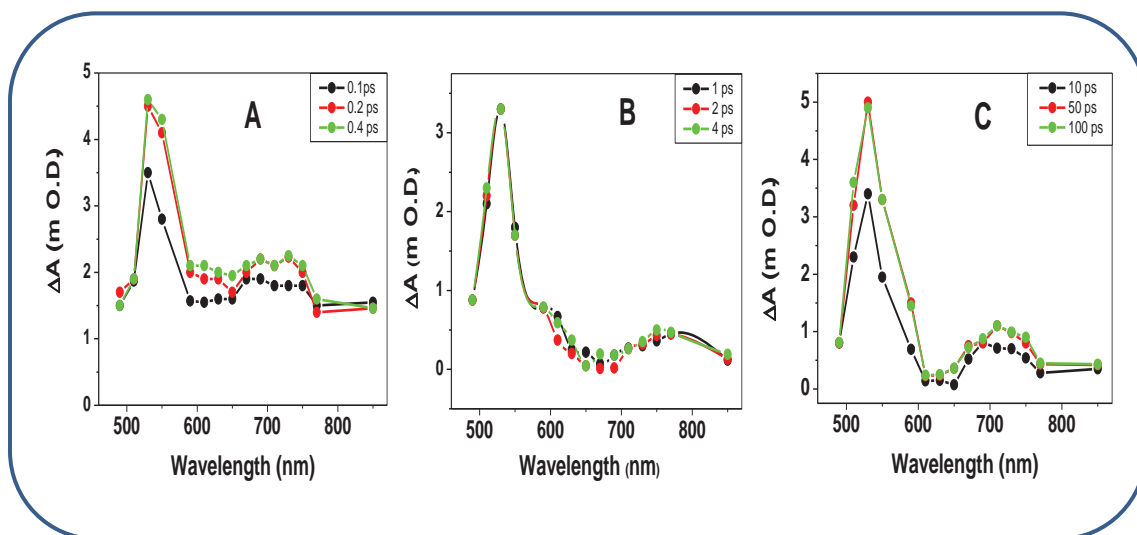 A
0.1ps
0.2 ps
0.4 ps
5
4
3
2
1
0
500 600 700 800
ΔA (m O.D.)
Wavelength (nm)
B
1 ps
2 ps
4 ps
3
2
1
0
500 600 700 800
ΔA (m O.D.)
Wavelength (nm)
C
10 ps
50 ps
100 ps
5
4
3
2
1
0
500 600 700 800
ΔA (m O.D.)
Wavelength (nm)